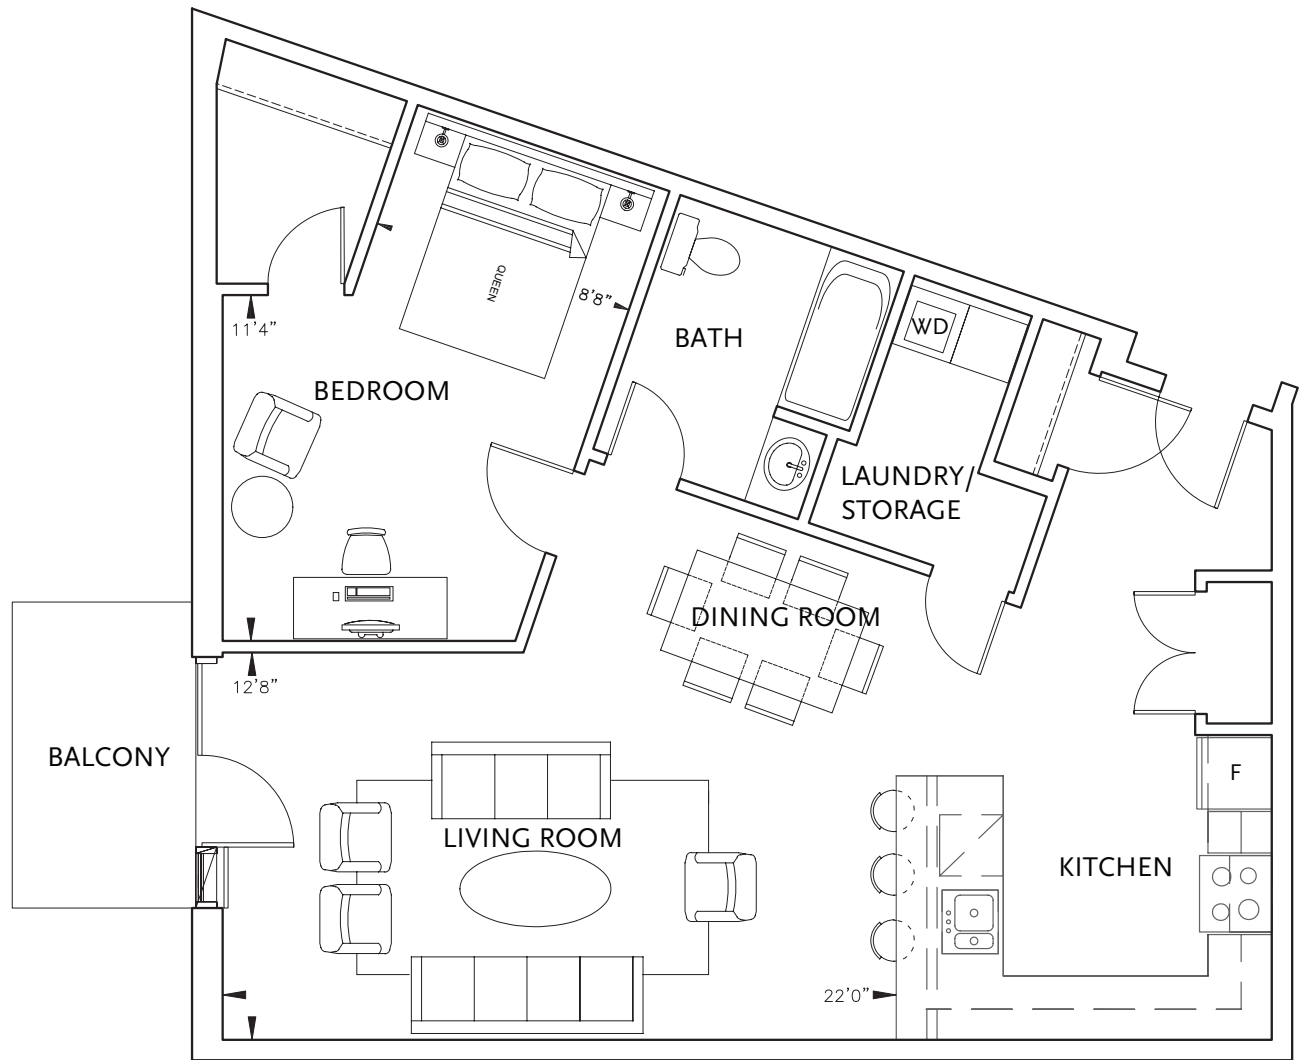 QUEEN
8'8"
11'4"
WD
BATH
BEDROOM
LAUNDRY/
STORAGE
DINING ROOM
12'8"
BALCONY
F
LIVING ROOM
KITCHEN
22'0"